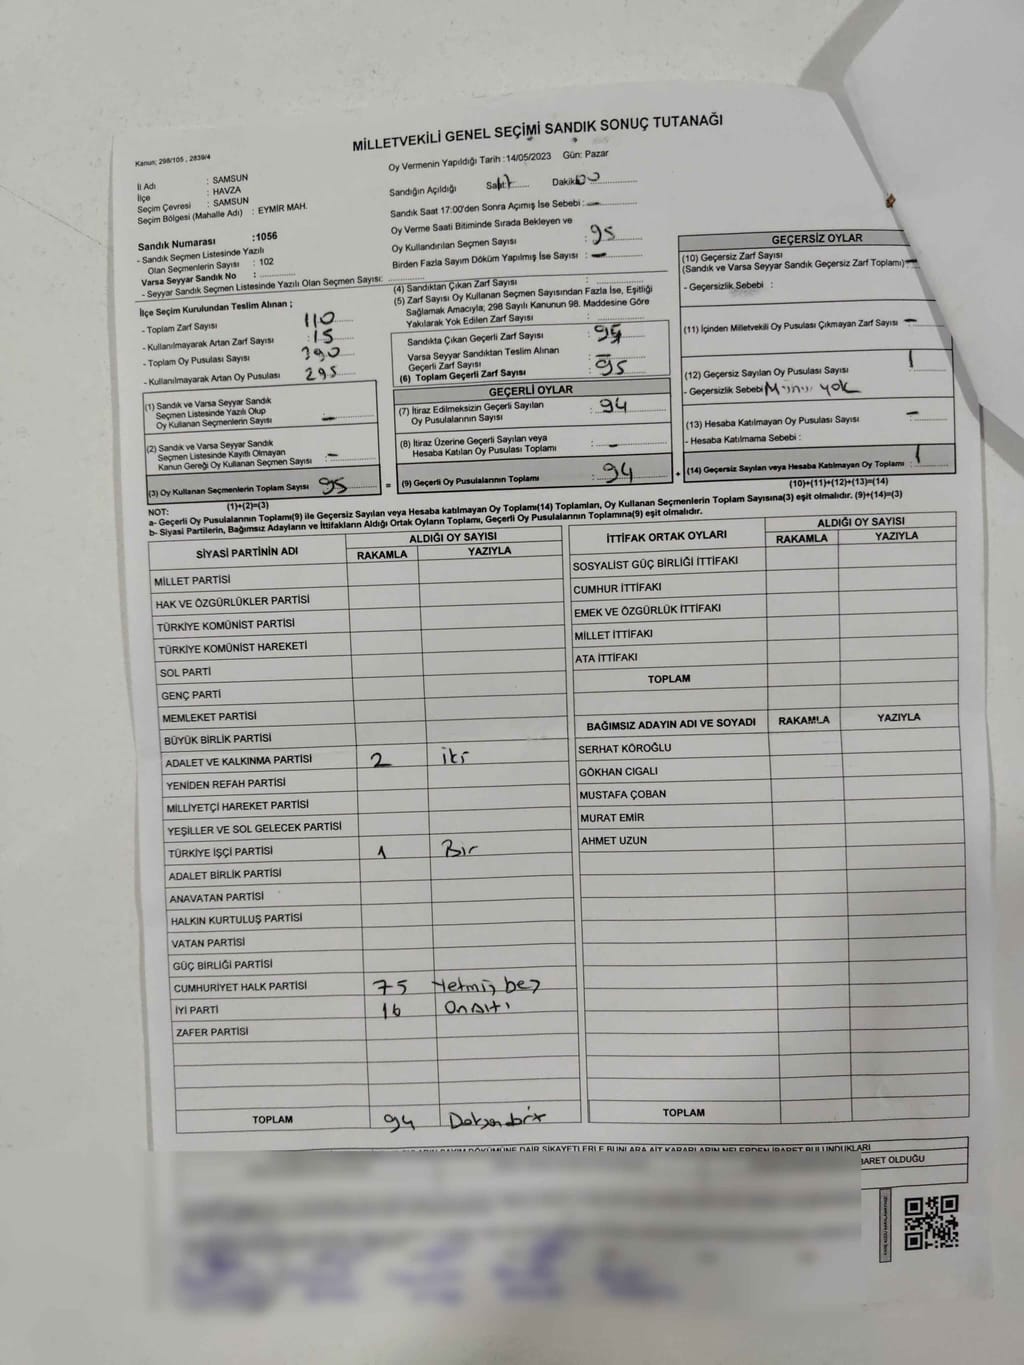 MİLLETVEKİLİ GENEL SEÇİMİ SANDIK SONUÇ TUTANAĞI
Kanun; 298/105 , 2839/4
Oy Vermenin Yapıldığı Tarih : 14/05/2023 Gün: Pazar
İl Adı : SAMSUN
İlçe : HAVZA
Seçim Çevresi : SAMSUN
Seçim Bölgesi (Mahalle Adı) : EYMİR MAH.
Sandık Numarası :1056
- Sandık Seçmen Listesinde Yazılı
Olan Seçmenlerin Sayısı : 102
Varsa Seyyar Sandık No :
- Seyyar Sandık Seçmen Listesinde Yazılı Olan Seçmen Sayısı:
Sandığın Açıldığı Saat Dakika 00
Sandık Saat 17:00'den Sonra Açımış İse Sebebi : –
Oy Verme Saati Bitiminde Sırada Bekleyen ve
Oy Kullandırılan Seçmen Sayısı : 95
Birden Fazla Sayım Döküm Yapılmış İse Sayısı : –
İlçe Seçim Kurulundan Teslim Alınan ;
- Toplam Zarf Sayısı : 110
- Kullanılmayarak Artan Zarf Sayısı : 15
- Toplam Oy Pusulası Sayısı : 390
- Kullanılmayarak Artan Oy Pusulası : 295
(1) Sandık ve Varsa Seyyar Sandık
Seçmen Listesinde Yazılı Olup
Oy Kullanan Seçmenlerin Sayısı : –
(2) Sandık ve Varsa Seyyar Sandık
Seçmen Listesinde Kayıtlı Olmayan
Kanun Gereği Oy Kullanan Seçmen Sayısı : –
(3) Oy Kullanan Seçmenlerin Toplam Sayısı 95
(1)+(2)=(3)
(4) Sandıktan Çıkan Zarf Sayısı :
(5) Zarf Sayısı Oy Kullanan Seçmen Sayısından Fazla İse, Eşitliği
Sağlamak Amacıyla; 298 Sayılı Kanunun 98. Maddesine Göre
Yakılarak Yok Edilen Zarf Sayısı :
Sandıkta Çıkan Geçerli Zarf Sayısı : 95
Varsa Seyyar Sandıktan Teslim Alınan
Geçerli Zarf Sayısı : –
(6) Toplam Geçerli Zarf Sayısı : 95
GEÇERLİ OYLAR
(7) İtiraz Edilmeksizin Geçerli Sayılan
Oy Pusulalarının Sayısı : 94
(8) İtiraz Üzerine Geçerli Sayılan veya
Hesaba Katılan Oy Pusulası Toplamı : –
= (9) Geçerli Oy Pusulalarının Toplamı : 94
GEÇERSİZ OYLAR
(10) Geçersiz Zarf Sayısı
(Sandık ve Varsa Seyyar Sandık Geçersiz Zarf Toplamı) –
- Geçersizlik Sebebi :
(11) İçinden Milletvekili Oy Pusulası Çıkmayan Zarf Sayısı –
(12) Geçersiz Sayılan Oy Pusulası Sayısı : 1
- Geçersizlik Sebebi yok
(13) Hesaba Katılmayan Oy Pusulası Sayısı : –
- Hesaba Katılmama Sebebi :
+ (14) Geçersiz Sayılan veya Hesaba Katılmayan Oy Toplamı : 1
(10)+(11)+(12)+(13)=(14)
NOT:
a- Geçerli Oy Pusulalarının Toplamı(9) ile Geçersiz Sayılan veya Hesaba katılmayan Oy Toplamı(14) Toplamları, Oy Kullanan Seçmenlerin Toplam Sayısına(3) eşit olmalıdır. (9)+(14)=(3)
b- Siyasi Partilerin, Bağımsız Adayların ve İttifakların Aldığı Ortak Oyların Toplamı, Geçerli Oy Pusulalarının Toplamına(9) eşit olmalıdır.
SİYASİ PARTİNİN ADI ALDIĞI OY SAYISI
RAKAMLA YAZIYLA
MİLLET PARTİSİ
HAK VE ÖZGÜRLÜKLER PARTİSİ
TÜRKİYE KOMÜNİST PARTİSİ
TÜRKİYE KOMÜNİST HAREKETİ
SOL PARTİ
GENÇ PARTİ
MEMLEKET PARTİSİ
BÜYÜK BİRLİK PARTİSİ
ADALET VE KALKINMA PARTİSİ 2 iki
YENİDEN REFAH PARTİSİ
MİLLİYETÇİ HAREKET PARTİSİ
YEŞİLLER VE SOL GELECEK PARTİSİ
TÜRKİYE İŞÇİ PARTİSİ 1 Bir
ADALET BİRLİK PARTİSİ
ANAVATAN PARTİSİ
HALKIN KURTULUŞ PARTİSİ
VATAN PARTİSİ
GÜÇ BİRLİĞİ PARTİSİ
CUMHURİYET HALK PARTİSİ 75 Yetmiş beş
İYİ PARTİ 16 Onaltı
ZAFER PARTİSİ
TOPLAM 94
İTTİFAK ORTAK OYLARI ALDIĞI OY SAYISI
RAKAMLA YAZIYLA
SOSYALİST GÜÇ BİRLİĞİ İTTİFAKI
CUMHUR İTTİFAKI
EMEK VE ÖZGÜRLÜK İTTİFAKI
MİLLET İTTİFAKI
ATA İTTİFAKI
TOPLAM
BAĞIMSIZ ADAYIN ADI VE SOYADI RAKAMLA YAZIYLA
SERHAT KÖROĞLU
GÖKHAN CIGALI
MUSTAFA ÇOBAN
MURAT EMİR
AHMET UZUN
TOPLAM
DAİR ŞİKAYETLERLE BUNLARA AİT KARARLARIN NELERDEN İBARET BULUNDUKLARI
BARET OLDUĞU